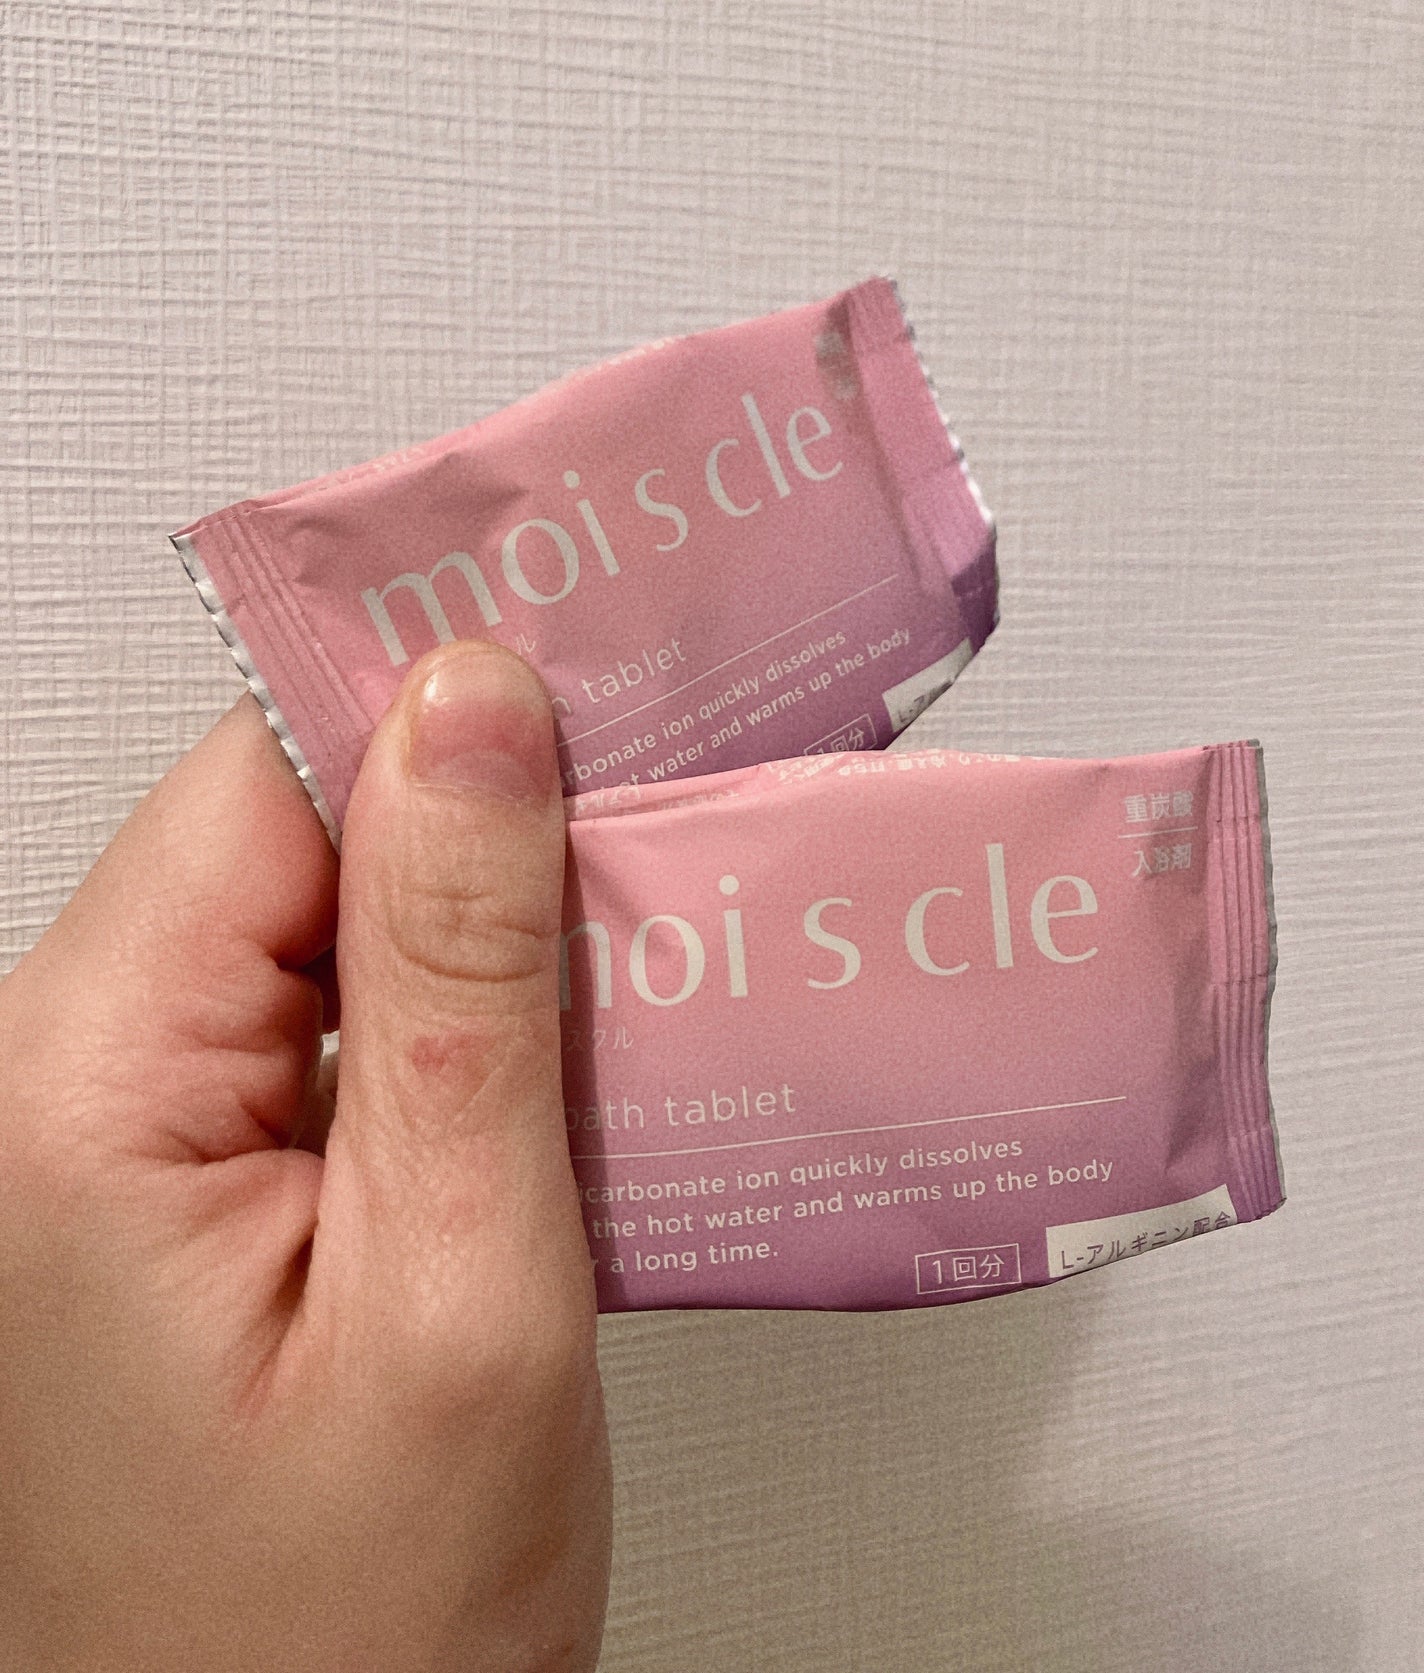 moi s cle
ル
tablet
ion quickly dissolves
hot water and warms up the body
1回分
moi s cle
重炭酸
入浴剤
スクル
bath tablet
icarbonate ion quickly dissolves
the hot water and warms up the body
r a long time.
1回分
L-アルギニン配合